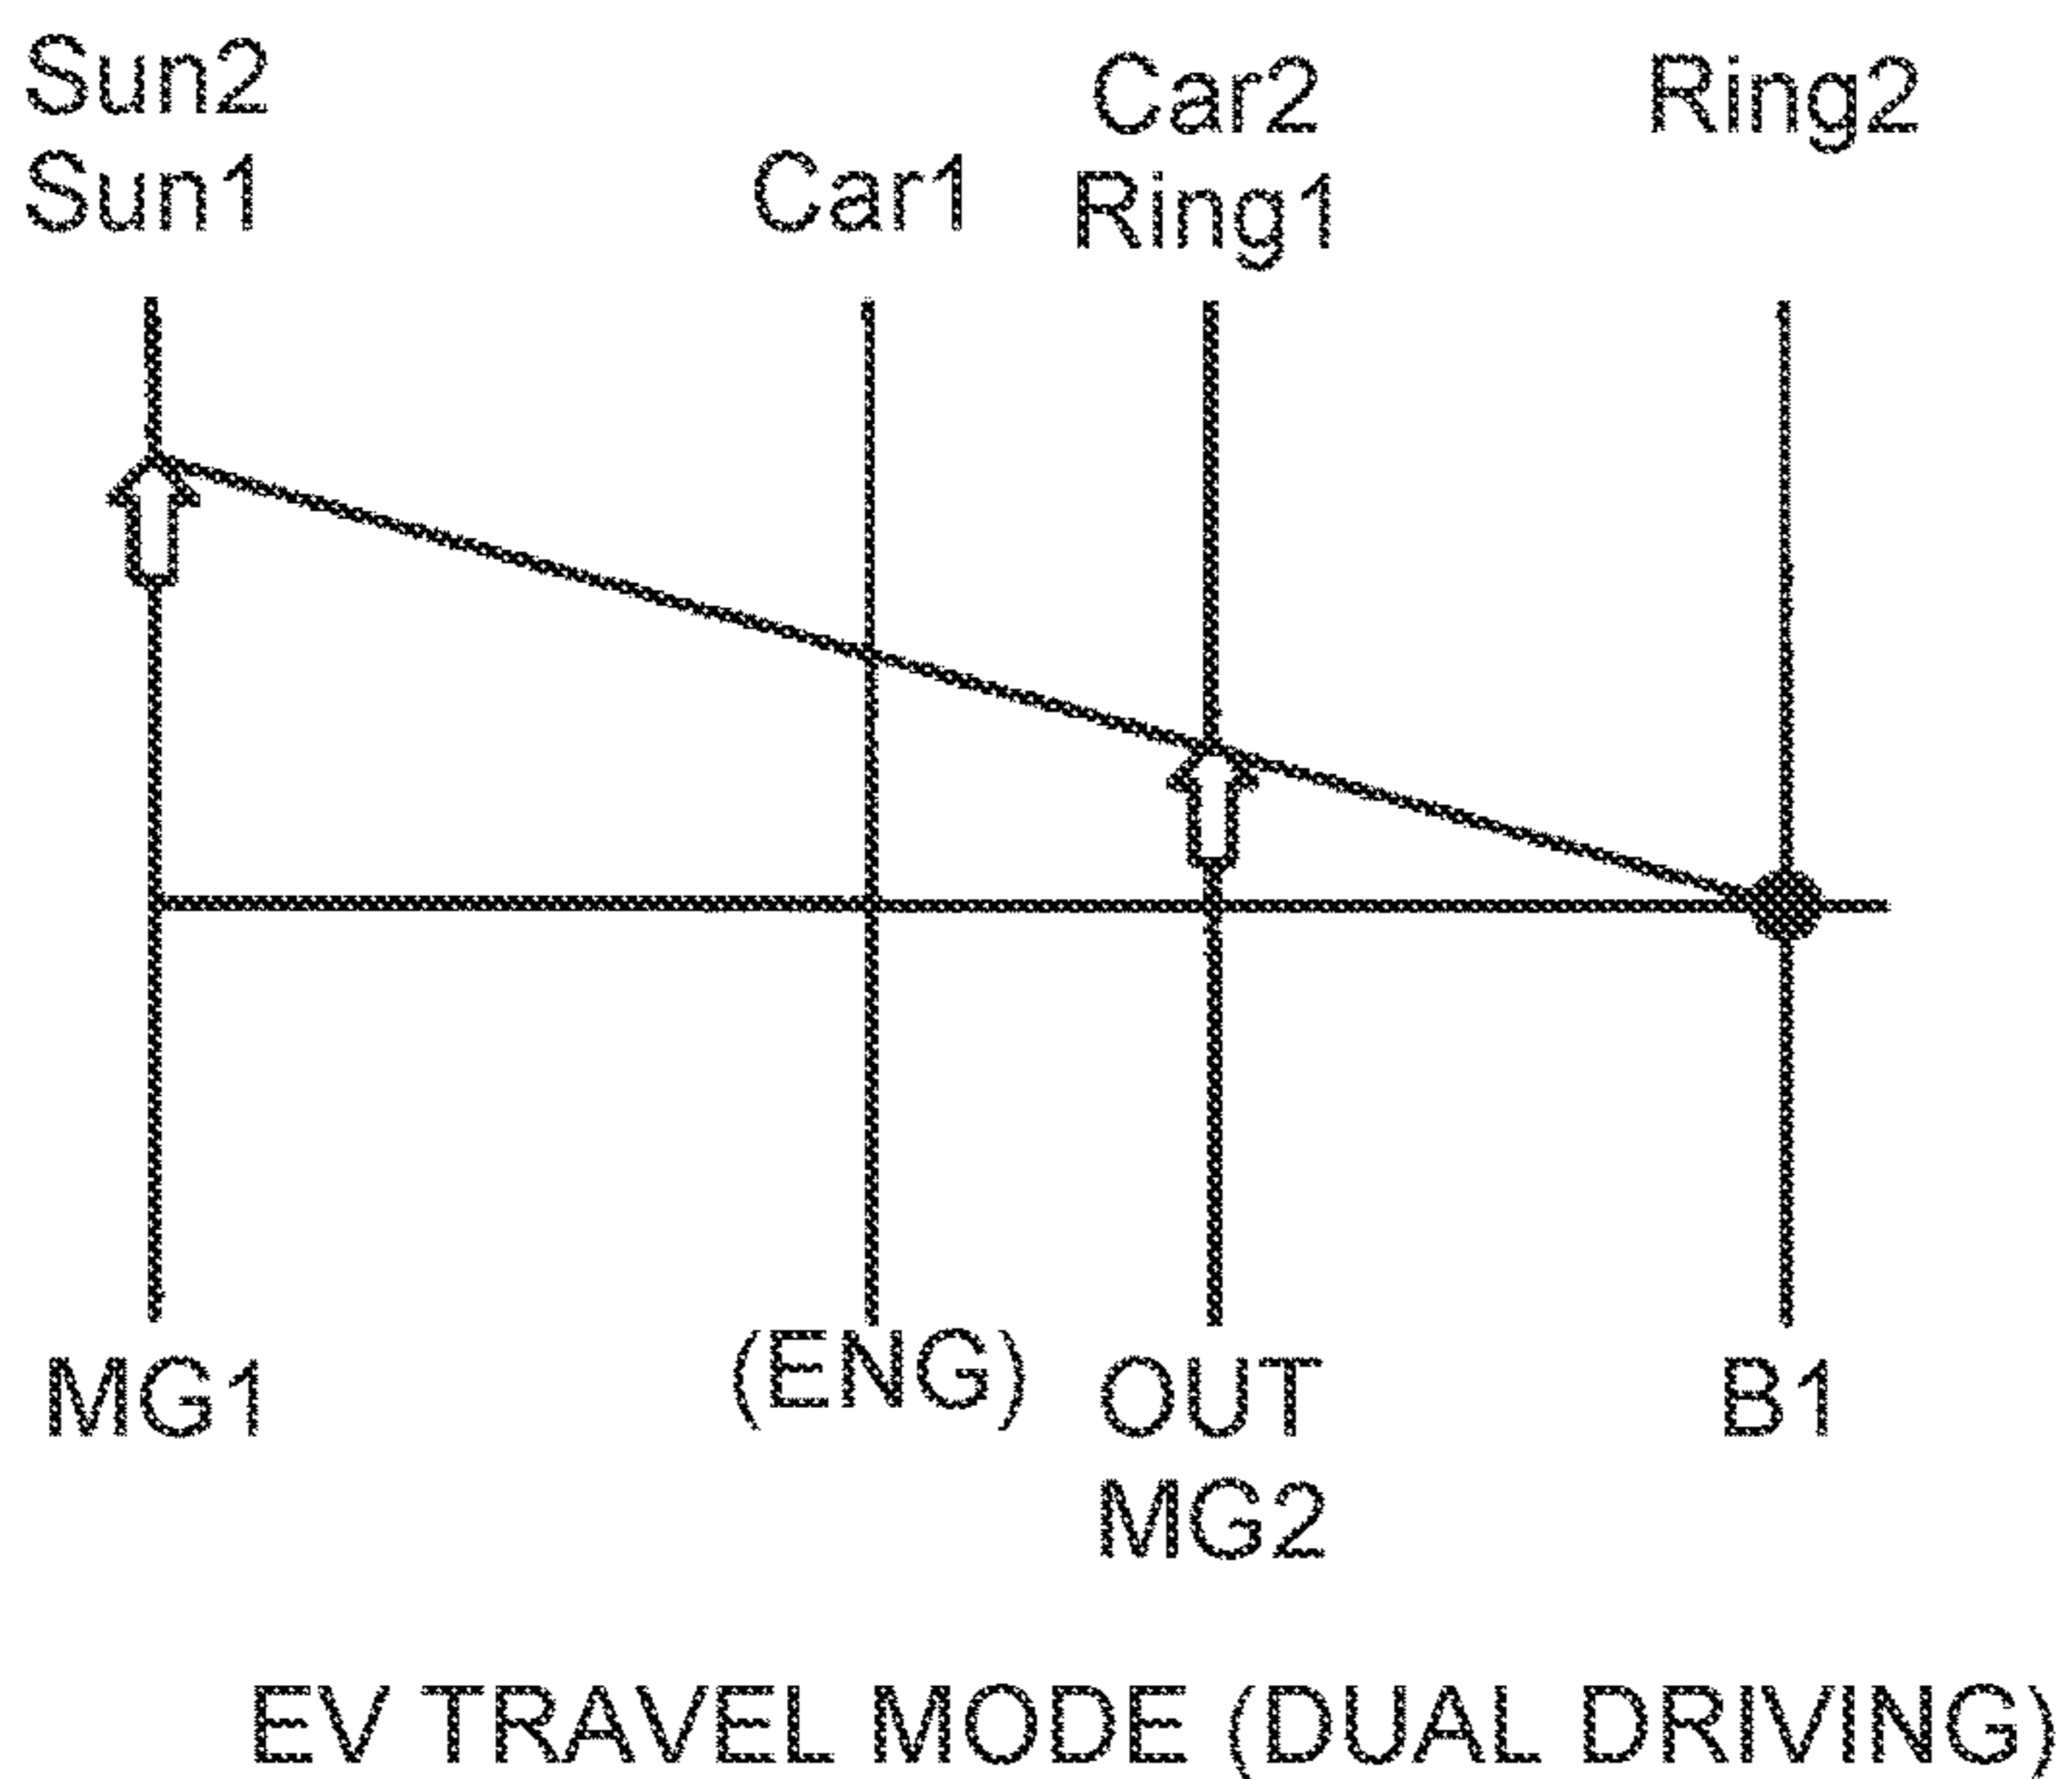 Sun2
Sun1
Car1
Car2
Ring1
Ring2
MG1
(ENG)
OUT
MG2
B1
EV TRAVEL MODE (DUAL DRIVING)